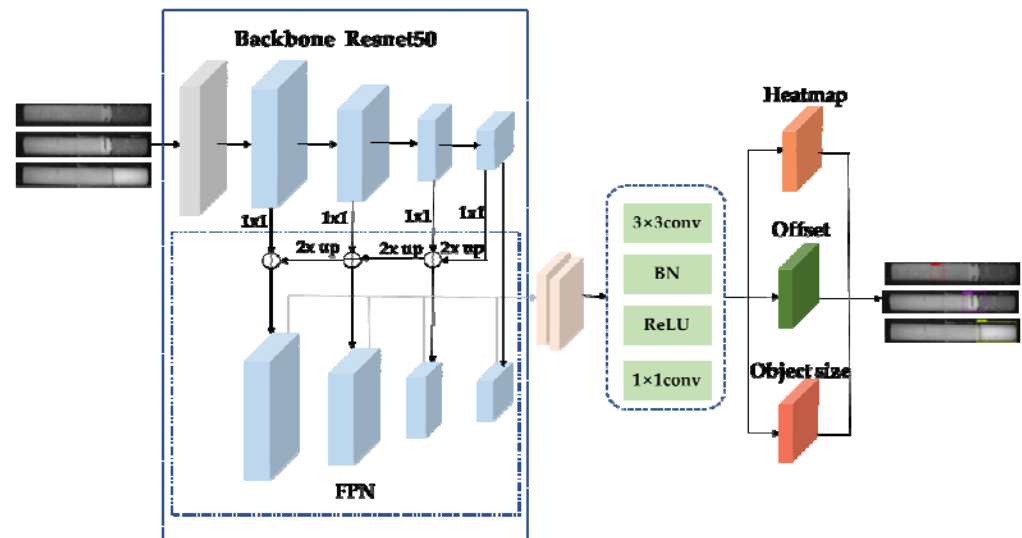 Backbone Resnet50
Heatmap
1x1
1x1
1x1
1x1
2x up
2x up
2x up
3×3conv
BN
ReLU
1×1conv
Offset
Object size
FPN